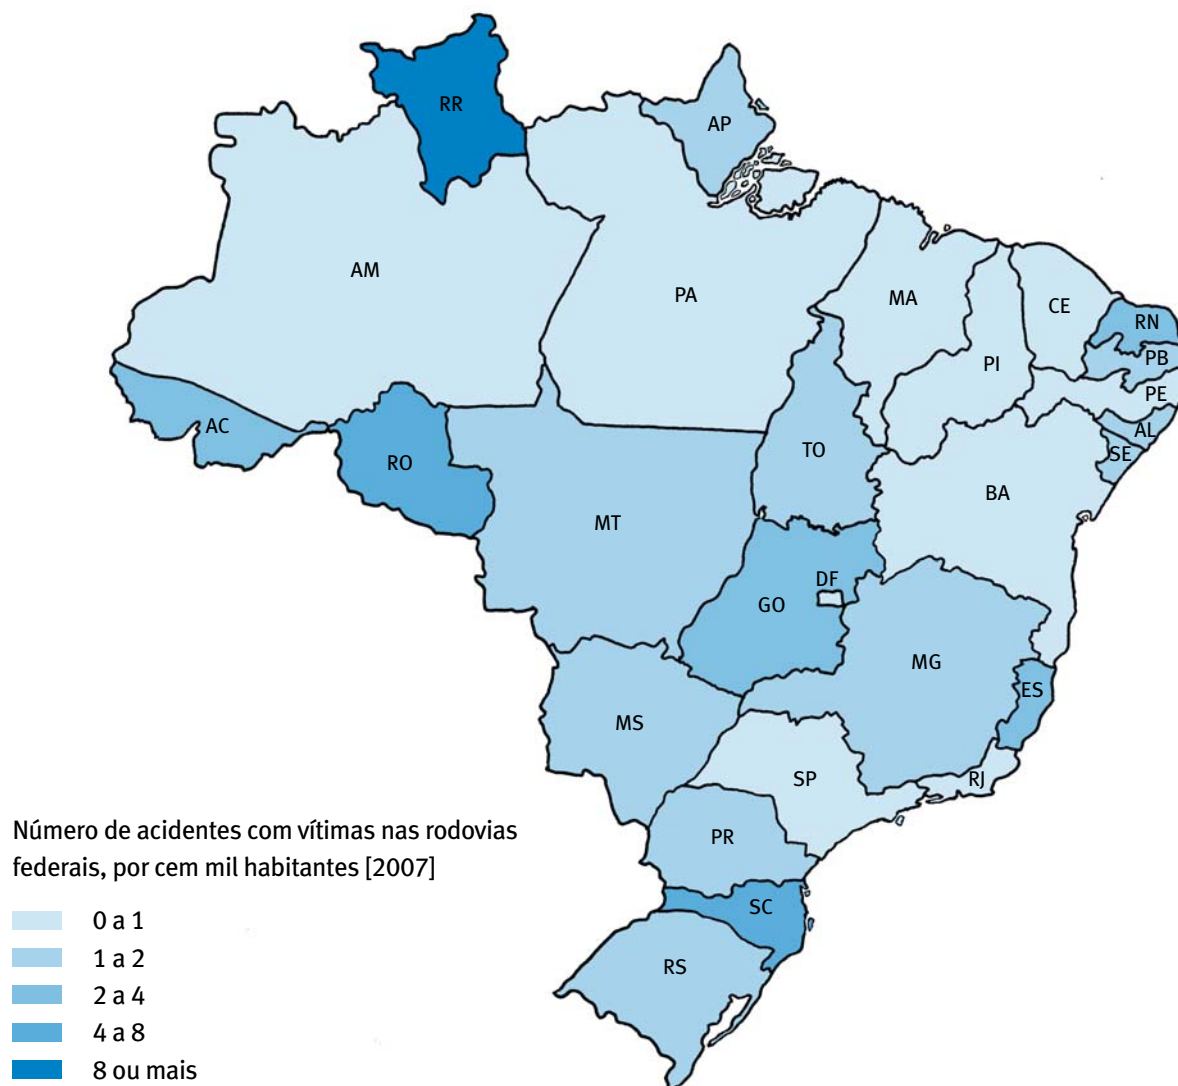 RR
AP
AM
PA
MA
CE
RN
PB
PI
PE
AC
AL
TO
SE
RO
BA
MT
DF
GO
MG
ES
MS
SP
RJ
PR
SC
RS
Número de acidentes com vítimas nas rodovias
federais, por cem mil habitantes [2007]
0 a 1
1 a 2
2 a 4
4 a 8
8 ou mais